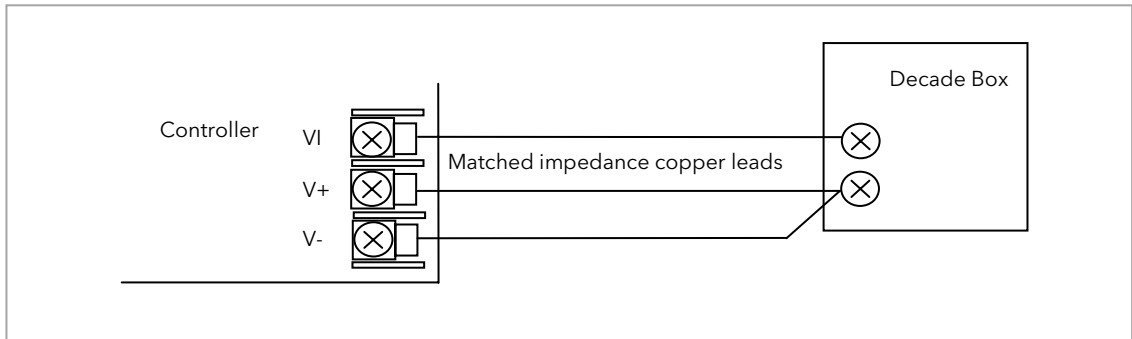 Decade Box
Controller
VI
Matched impedance copper leads
V+
V-